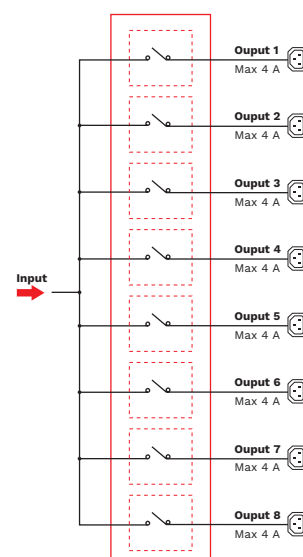 Ouput 1
Max 4 A
Ouput 2
Max 4 A
Ouput 3
Max 4 A
Ouput 4
Max 4 A
Input
Ouput 5
Max 4 A
Ouput 6
Max 4 A
Ouput 7
Max 4 A
Ouput 8
Max 4 A